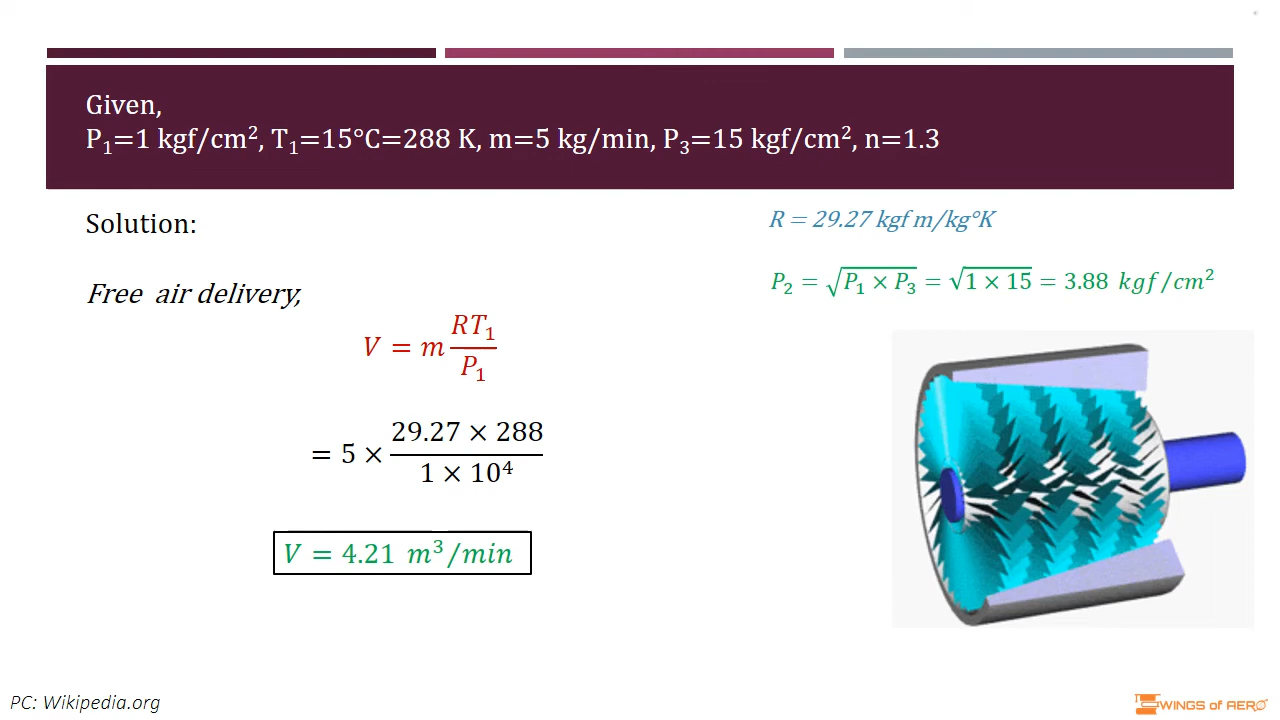 Given,
P₁=1 kgf/cm², T₁=15°C=288 K, m=5 kg/min, P₃=15 kgf/cm², n=1.3
Solution:
R = 29.27 kgf m/kg°K
P₂ = √(P₁ × P₃) = √(1 × 15) = 3.88 kgf/cm²
Free air delivery,
V = m RT₁/P₁
= 5 × (29.27 × 288)/(1 × 10⁴)
V = 4.21 m³/min
PC: Wikipedia.org
WINGS of AERO